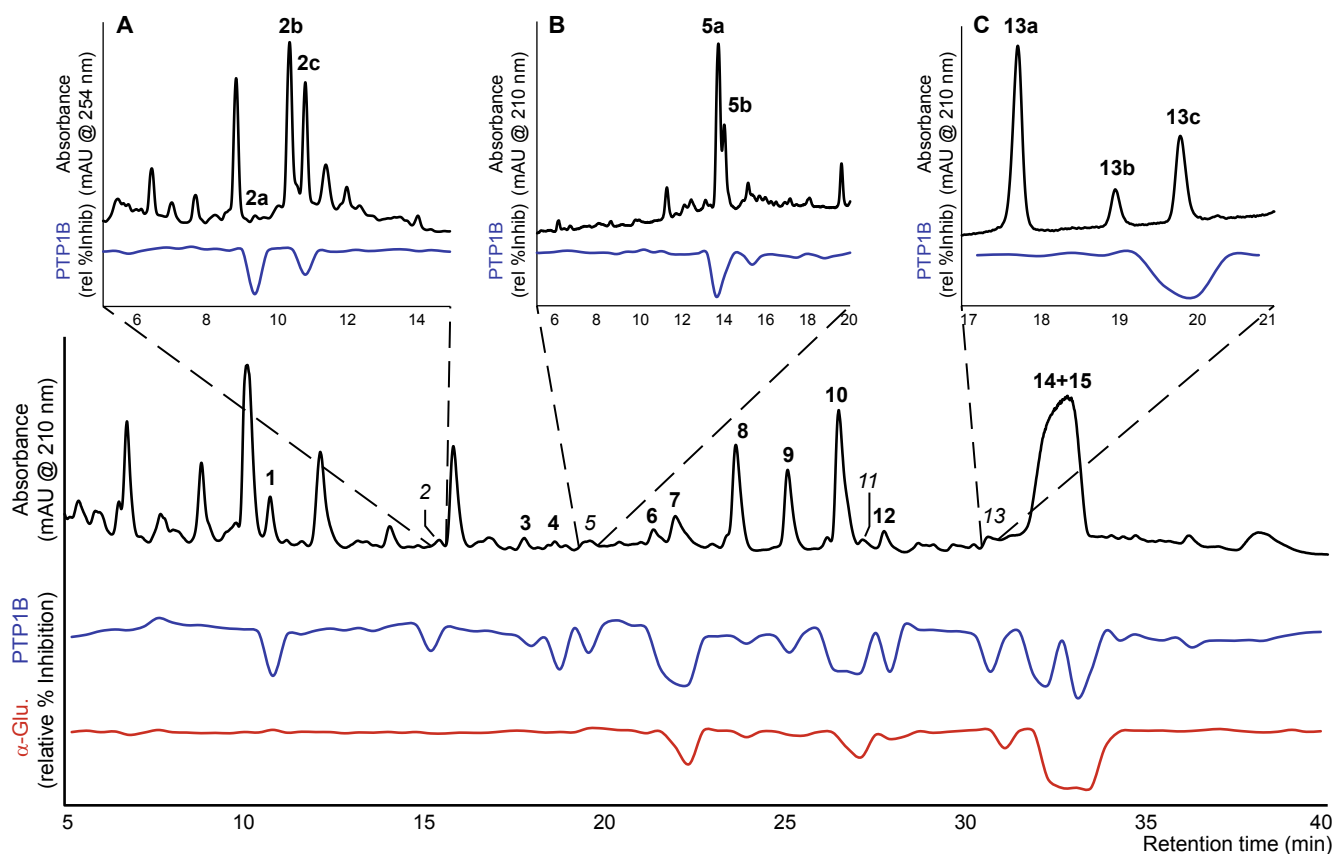 A
2b
2c
2a
Absorbance
(mAU @ 254 nm)
PTP1B
(rel %Inhib)
6 8 10 12 14
B
5a
5b
Absorbance
(mAU @ 210 nm)
PTP1B
(rel %Inhib)
6 8 10 12 14 16 18 20
C
13a
13b
13c
Absorbance
(mAU @ 210 nm)
PTP1B
(rel %Inhib)
17 18 19 20 21
Absorbance
(mAU @ 210 nm)
1
2
3
4
5
6
7
8
9
10
11
12
13
14+15
PTP1B
α-Glu.
(relative % Inhibition)
5 10 15 20 25 30 35 40
Retention time (min)